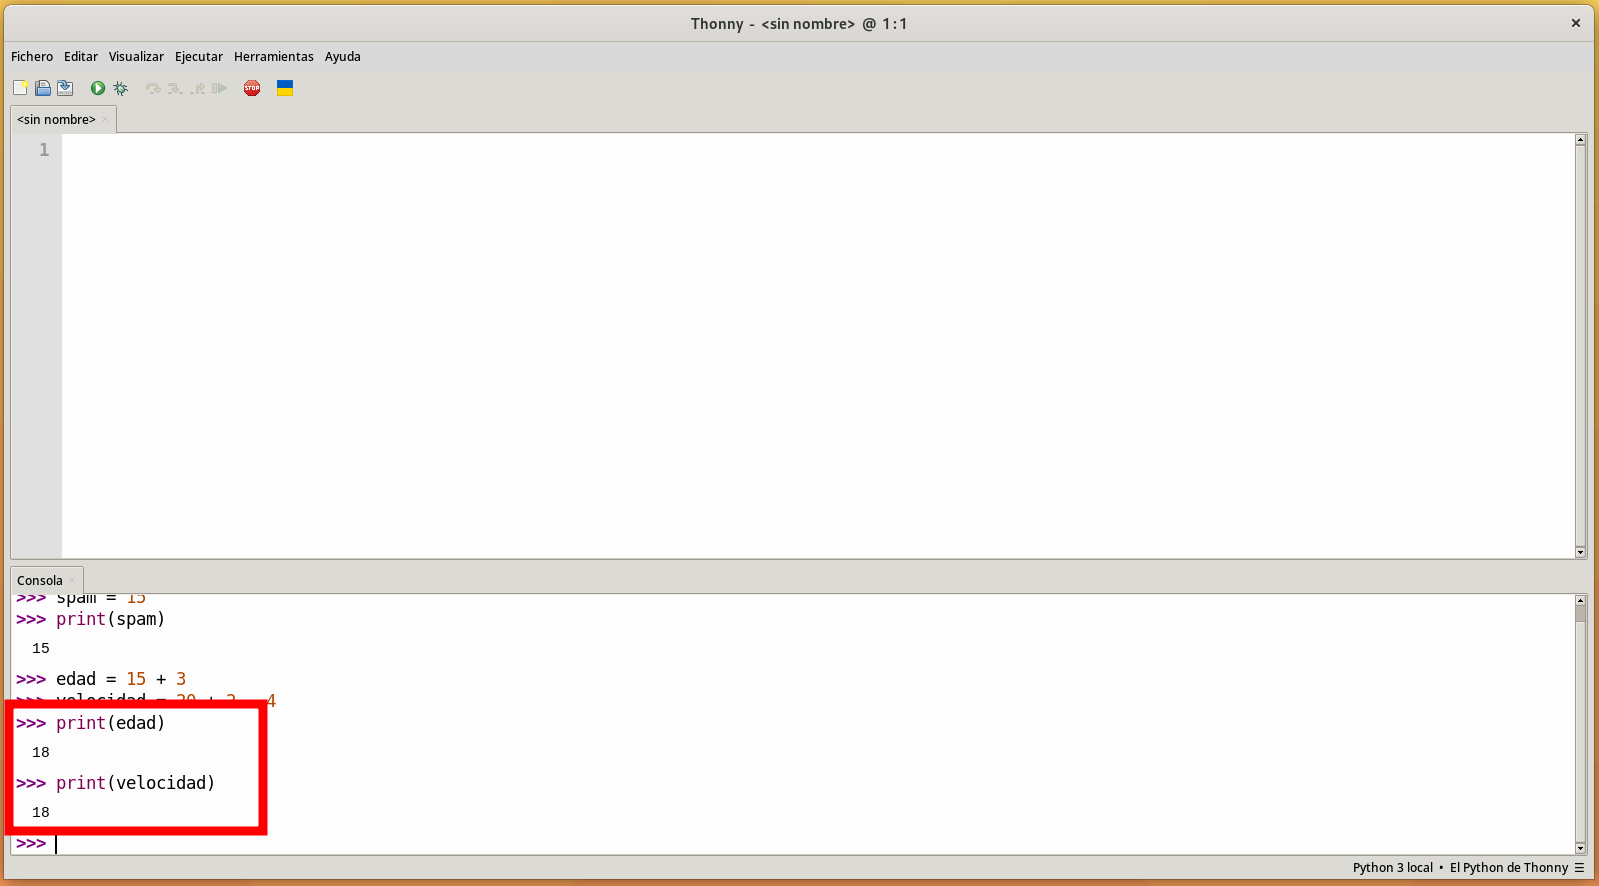 Thonny - <sin nombre> @ 1:1
Fichero Editar Visualizar Ejecutar Herramientas Ayuda
STOP
<sin nombre>
1
Consola
>>> spam = 15
>>> print(spam)
15
>>> edad = 15 + 3
>>> velocidad = 20 + 2 4
>>> print(edad)
18
>>> print(velocidad)
18
>>>
Python 3 local • El Python de Thonny ☰